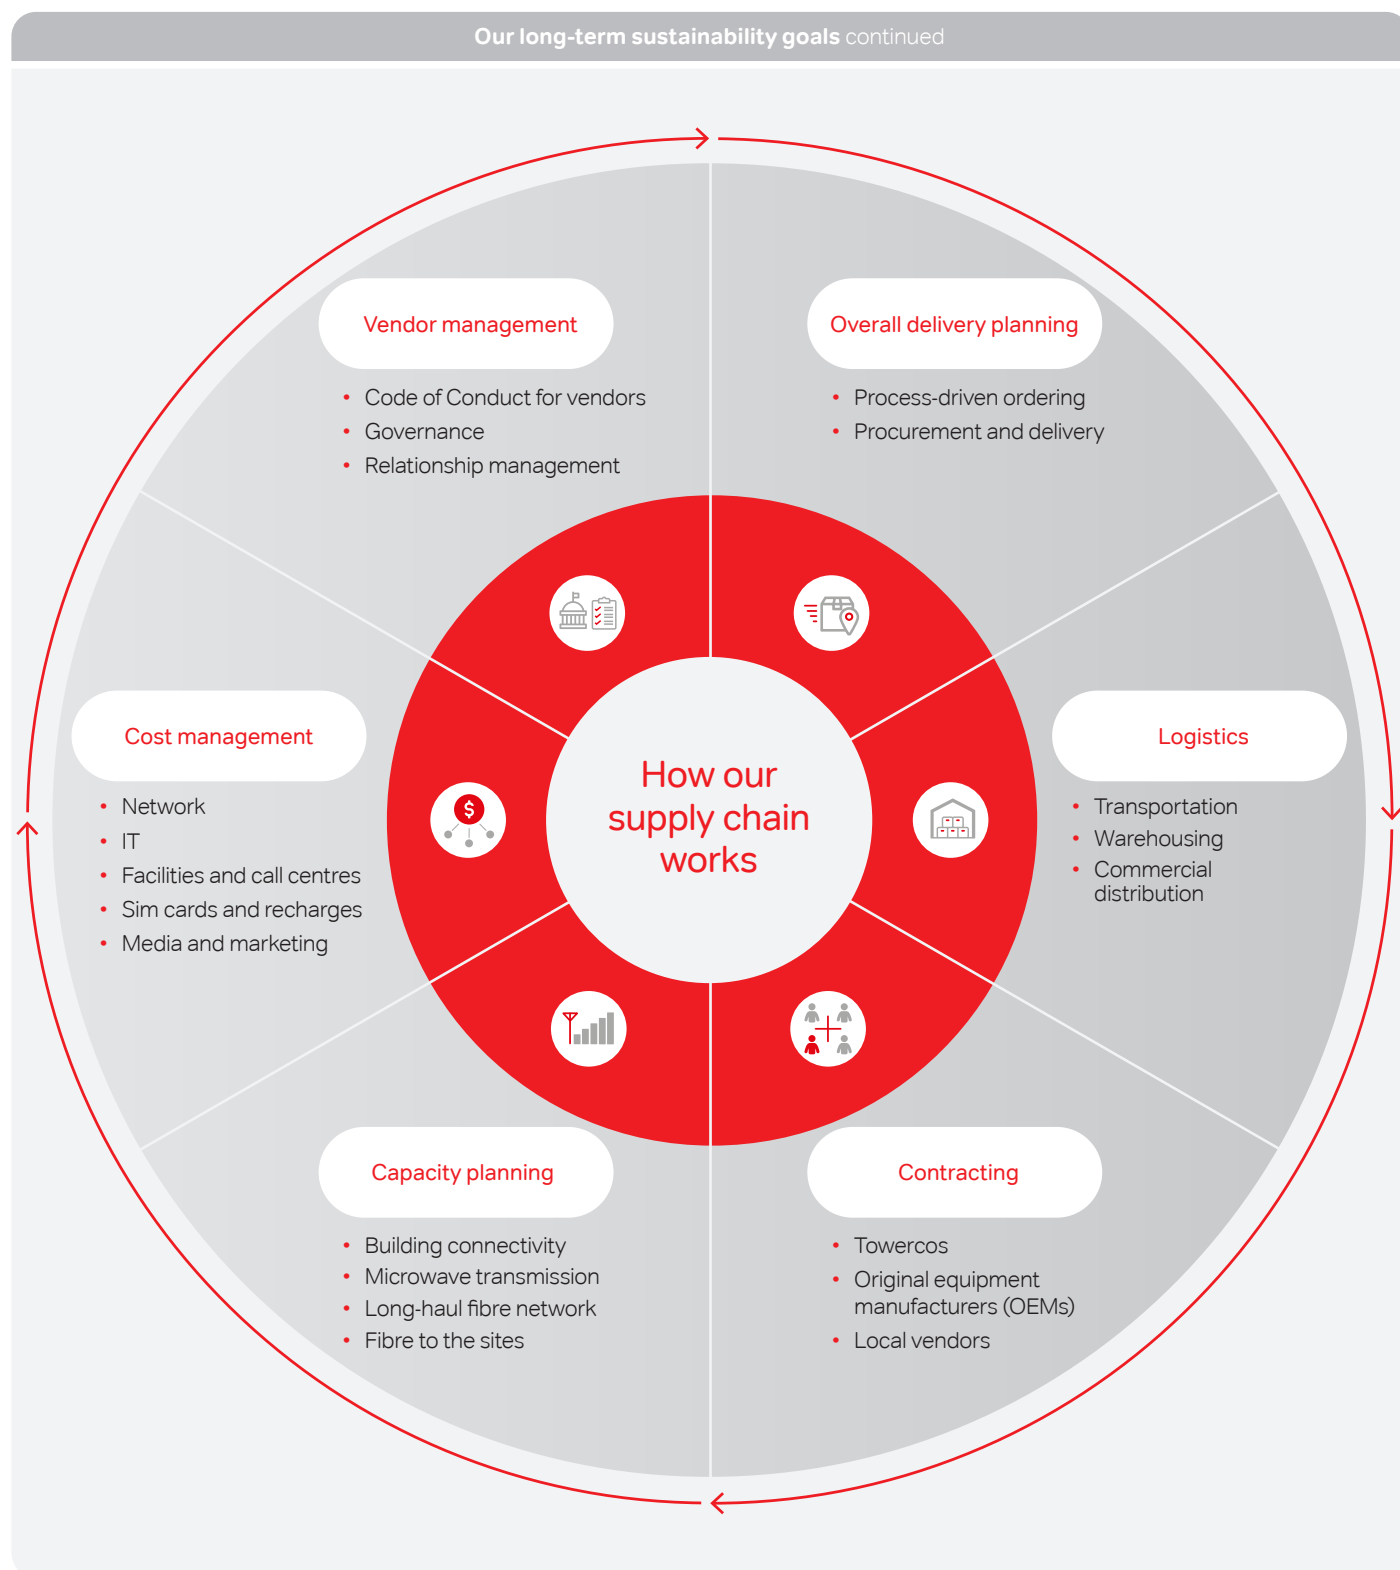 Our long-term sustainability goals continued
Vendor management
• Code of Conduct for vendors
• Governance
• Relationship management
Overall delivery planning
• Process-driven ordering
• Procurement and delivery
Cost management
• Network
• IT
• Facilities and call centres
• Sim cards and recharges
• Media and marketing
$
How our
supply chain
works
Logistics
• Transportation
• Warehousing
• Commercial
distribution
Capacity planning
• Building connectivity
• Microwave transmission
• Long-haul fibre network
• Fibre to the sites
Contracting
• Towercos
• Original equipment
manufacturers (OEMs)
• Local vendors